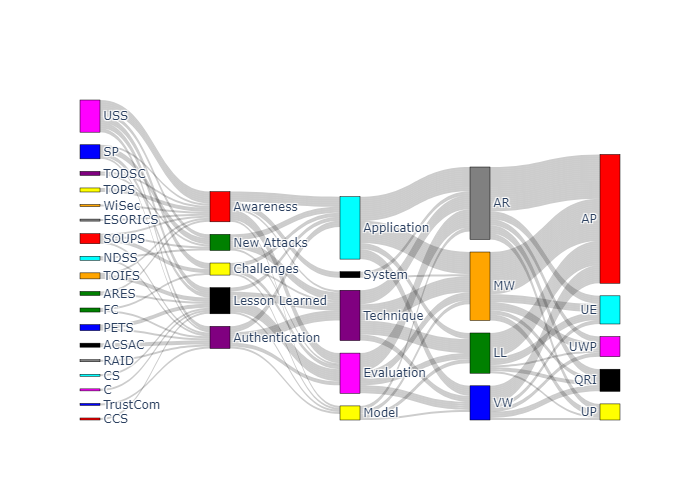 USS
SP
TODSC
TOPS
WiSec
ESORICS
SOUPS
NDSS
TOIFS
ARES
FC
PETS
ACSAC
RAID
CS
C
TrustCom
CCS
Awareness
New Attacks
Challenges
Lesson Learned
Authentication
Application
System
Technique
Evaluation
Model
AR
MW
LL
VW
AP
UE
UWP
QRI
UP